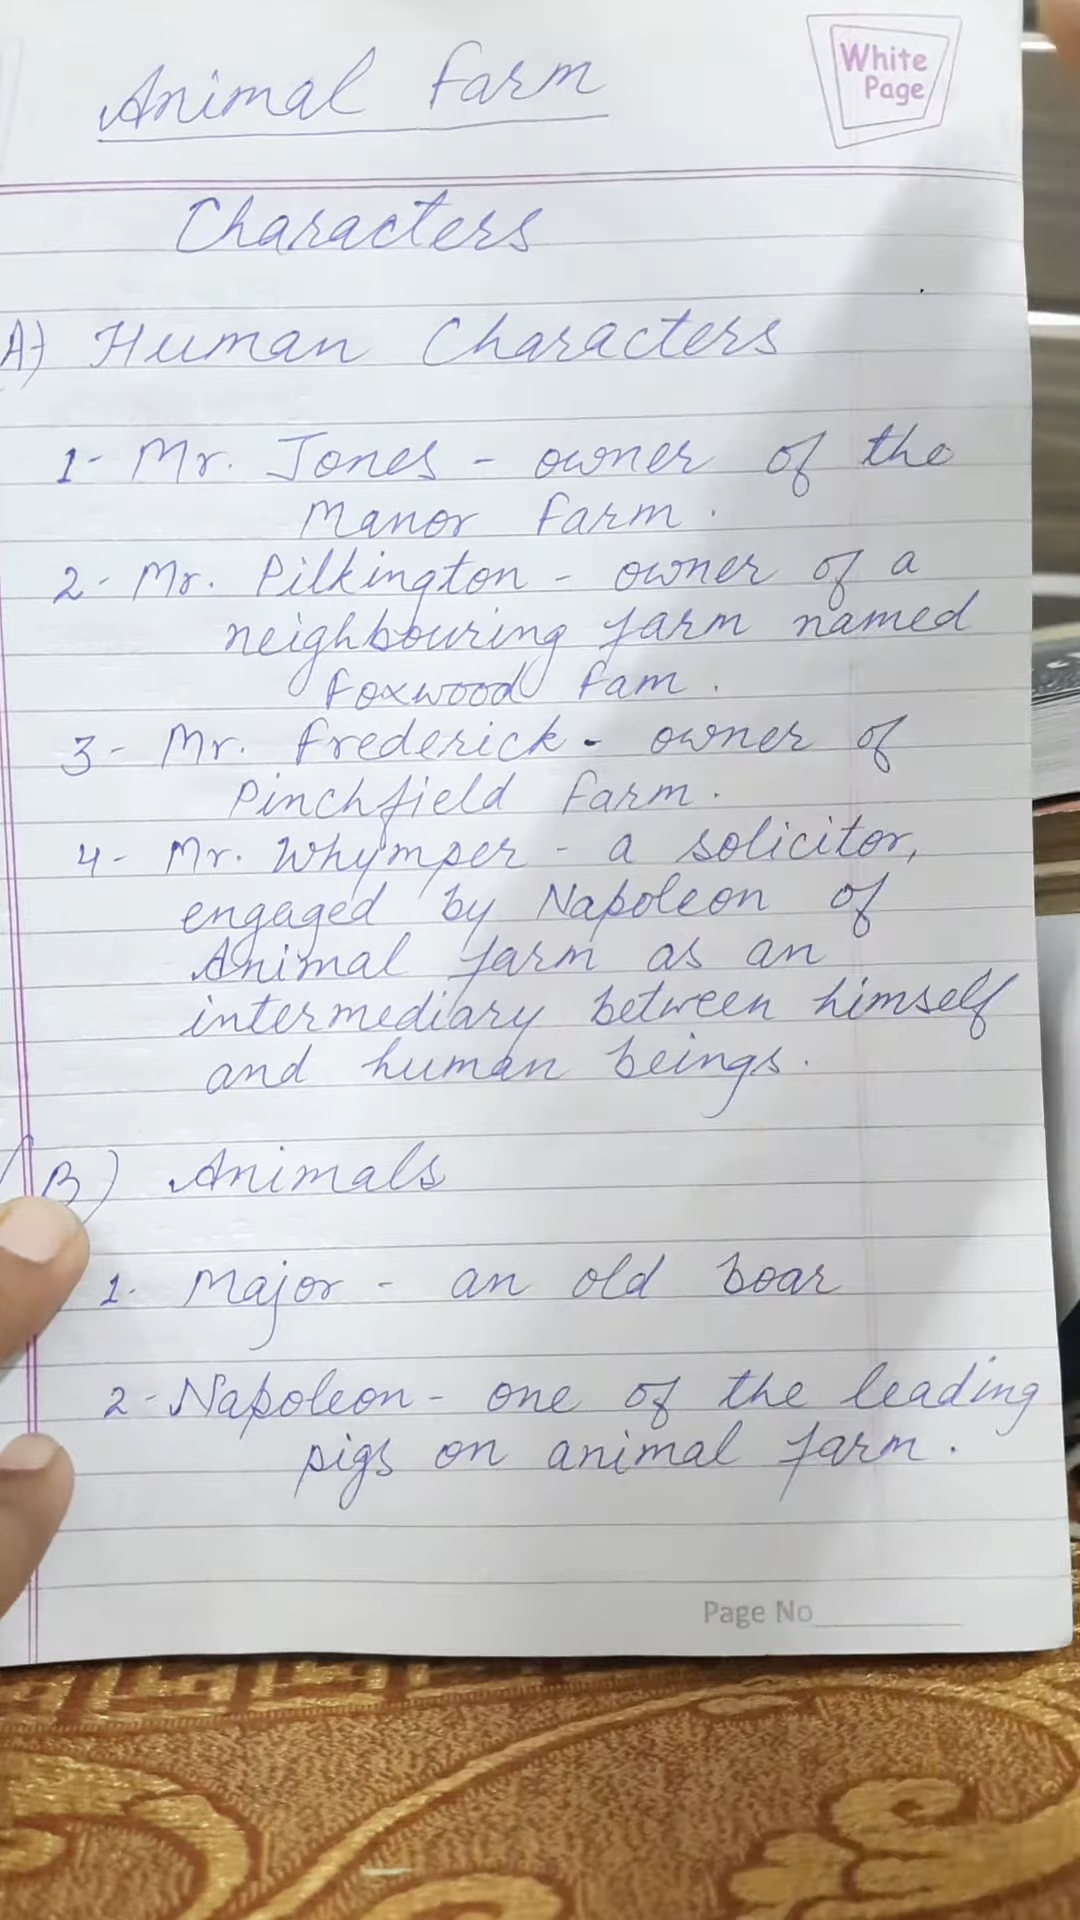 Animal Farm
White
Page
Characters
A) Human Characters
1- Mr. Jones - owner of the
Manor Farm.
2- Mr. Pilkington - owner of a
neighbouring farm named
Foxwood Fam.
3- Mr. Frederick - owner of
Pinchfield Farm.
4- Mr. Whymper - a solicitor,
engaged by Napoleon of
Animal farm as an
intermediary between himself
and human beings.
B) Animals
1. Major - an old boar
2- Napoleon - one of the leading
pigs on animal farm.
Page No